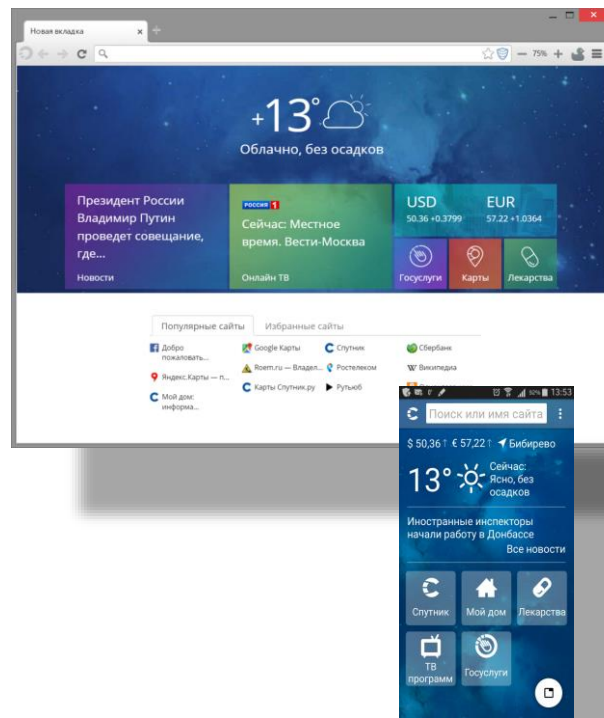 Новая вкладка
75%
+13°
Облачно, без осадков
Президент России
Владимир Путин
проведет совещание,
где...
Новости
РОССИЯ 1
Сейчас: Местное
время. Вести-Москва
Онлайн ТВ
USD
50.36 +0.3799
EUR
57.22 +1.0364
Госуслуги
Карты
Лекарства
Популярные сайты
Избранные сайты
Добро
пожаловать...
Google Карты
Спутник
Сбербанк
Яндекс.Карты — п...
Roem.ru — Владел...
Ростелеком
Википедия
Мой дом:
информа...
Карты Спутник.ру
Рутьюб
92% 13:53
Поиск или имя сайта
$ 50,36↑ € 57,22↑ Бибирево
13°
Сейчас:
Ясно, без
осадков
Иностранные инспекторы
начали работу в Донбассе
Все новости
Спутник
Мой дом
Лекарства
ТВ
программ
Госуслуги